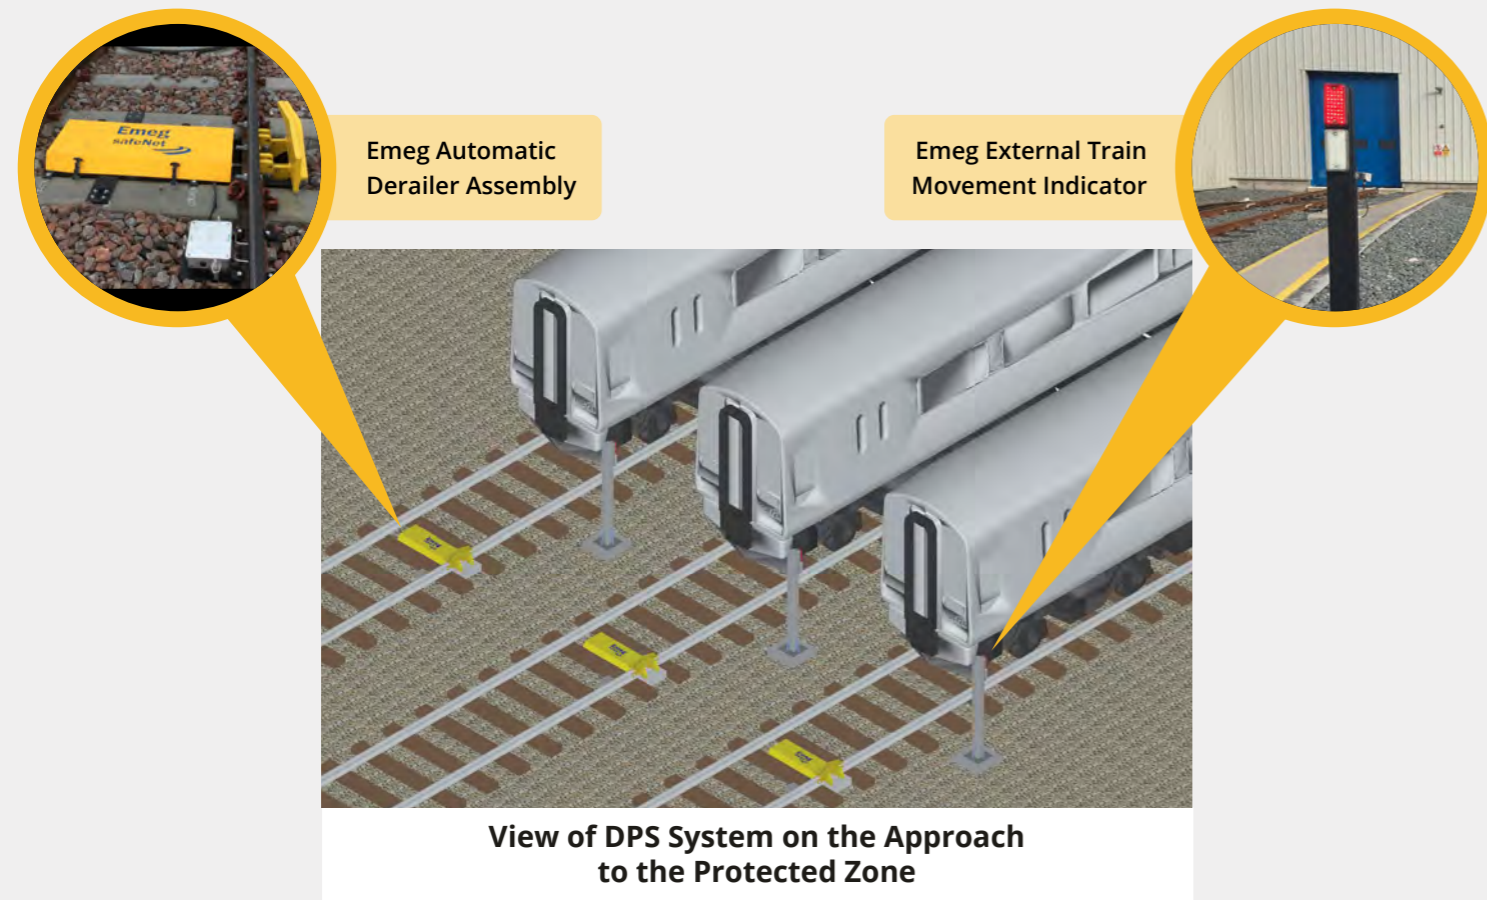 Emeg
safeNet
Emeg Automatic
Derailer Assembly
Emeg External Train
Movement Indicator
View of DPS System on the Approach
to the Protected Zone